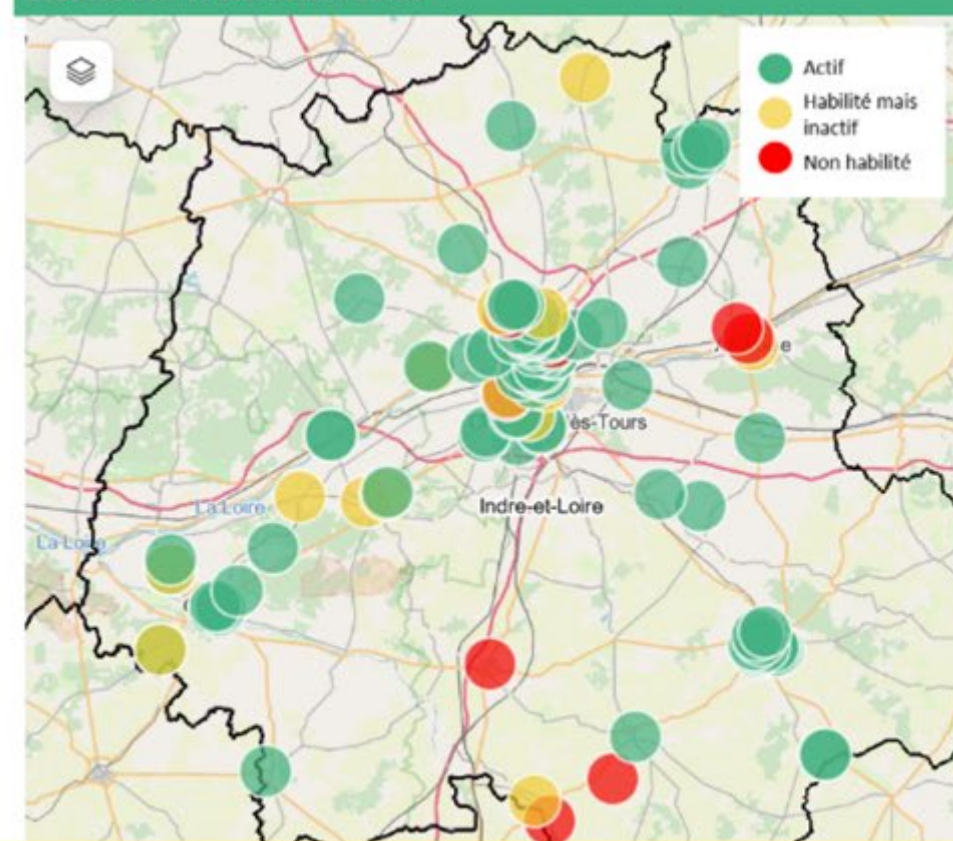 Actif
Habilité mais
inactif
Non habilité
e
ès-Tours
Indre-et-Loire
La Loire
La Loire